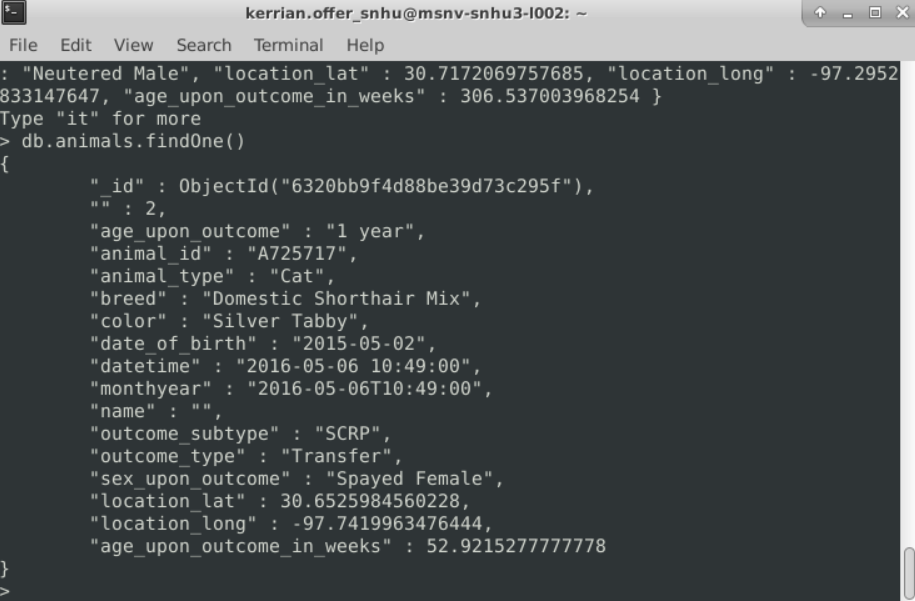 kerrian.offer_snhu@msnv-snhu3-l002: ~
File Edit View Search Terminal Help
: "Neutered Male", "location_lat" : 30.7172069757685, "location_long" : -97.2952
833147647, "age_upon_outcome_in_weeks" : 306.537003968254 }
Type "it" for more
> db.animals.findOne()
{
"_id" : ObjectId("6320bb9f4d88be39d73c295f"),
"" : 2,
"age_upon_outcome" : "1 year",
"animal_id" : "A725717",
"animal_type" : "Cat",
"breed" : "Domestic Shorthair Mix",
"color" : "Silver Tabby",
"date_of_birth" : "2015-05-02",
"datetime" : "2016-05-06 10:49:00",
"monthyear" : "2016-05-06T10:49:00",
"name" : "",
"outcome_subtype" : "SCRP",
"outcome_type" : "Transfer",
"sex_upon_outcome" : "Spayed Female",
"location_lat" : 30.6525984560228,
"location_long" : -97.7419963476444,
"age_upon_outcome_in_weeks" : 52.9215277777778
}
>